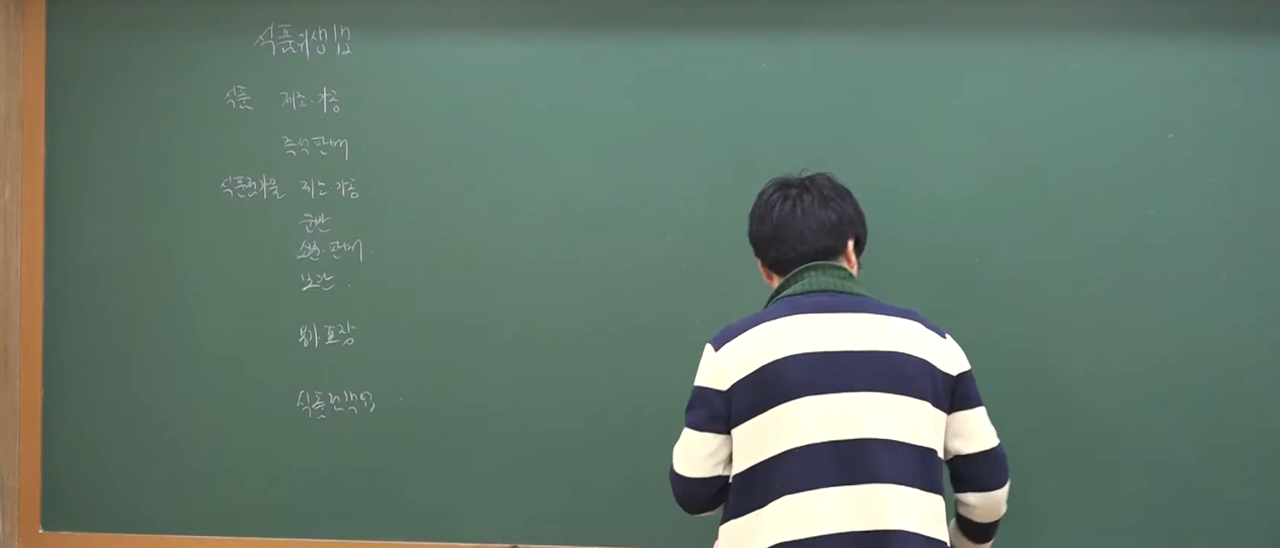 식품위생법
식품 제조·가공
즉석판매
식품첨가물 제조·가공
운반
소분·판매
보관
용기·포장
식품접객업